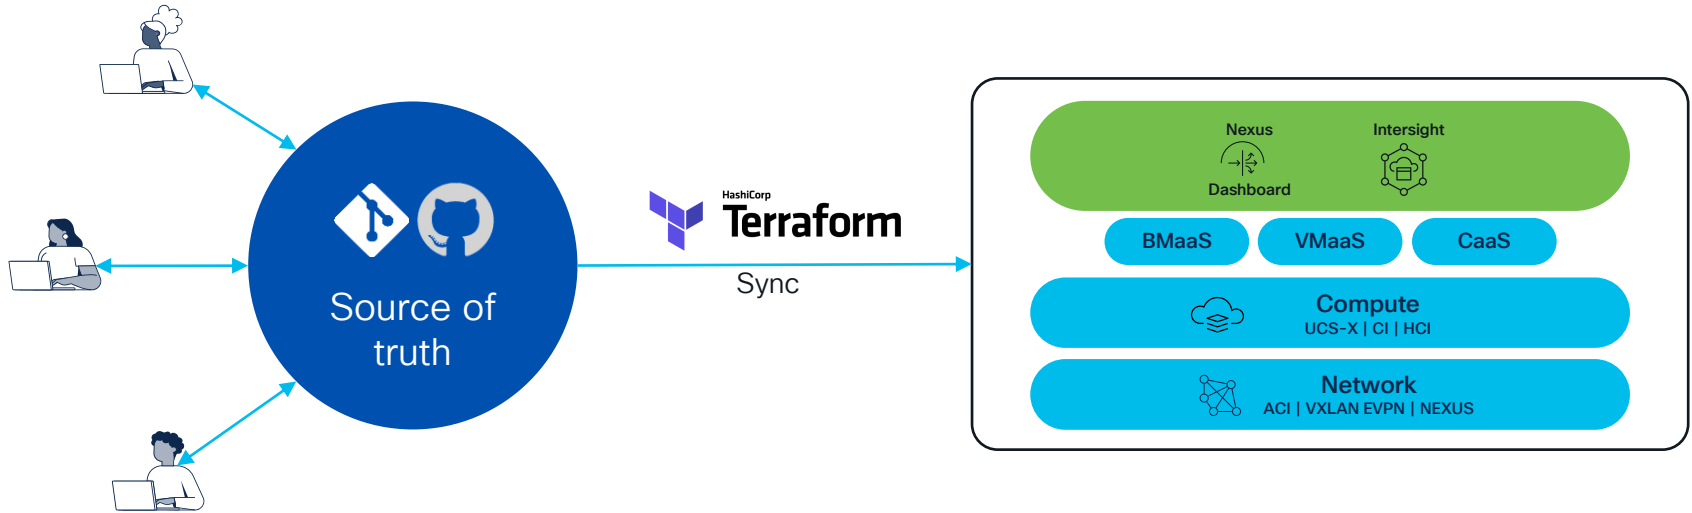 Source of
truth
HashiCorp
Terraform
Sync
Nexus
Dashboard
Intersight
BMaaS
VMaaS
CaaS
Compute
UCS-X | CI | HCI
Network
ACI | VXLAN EVPN | NEXUS